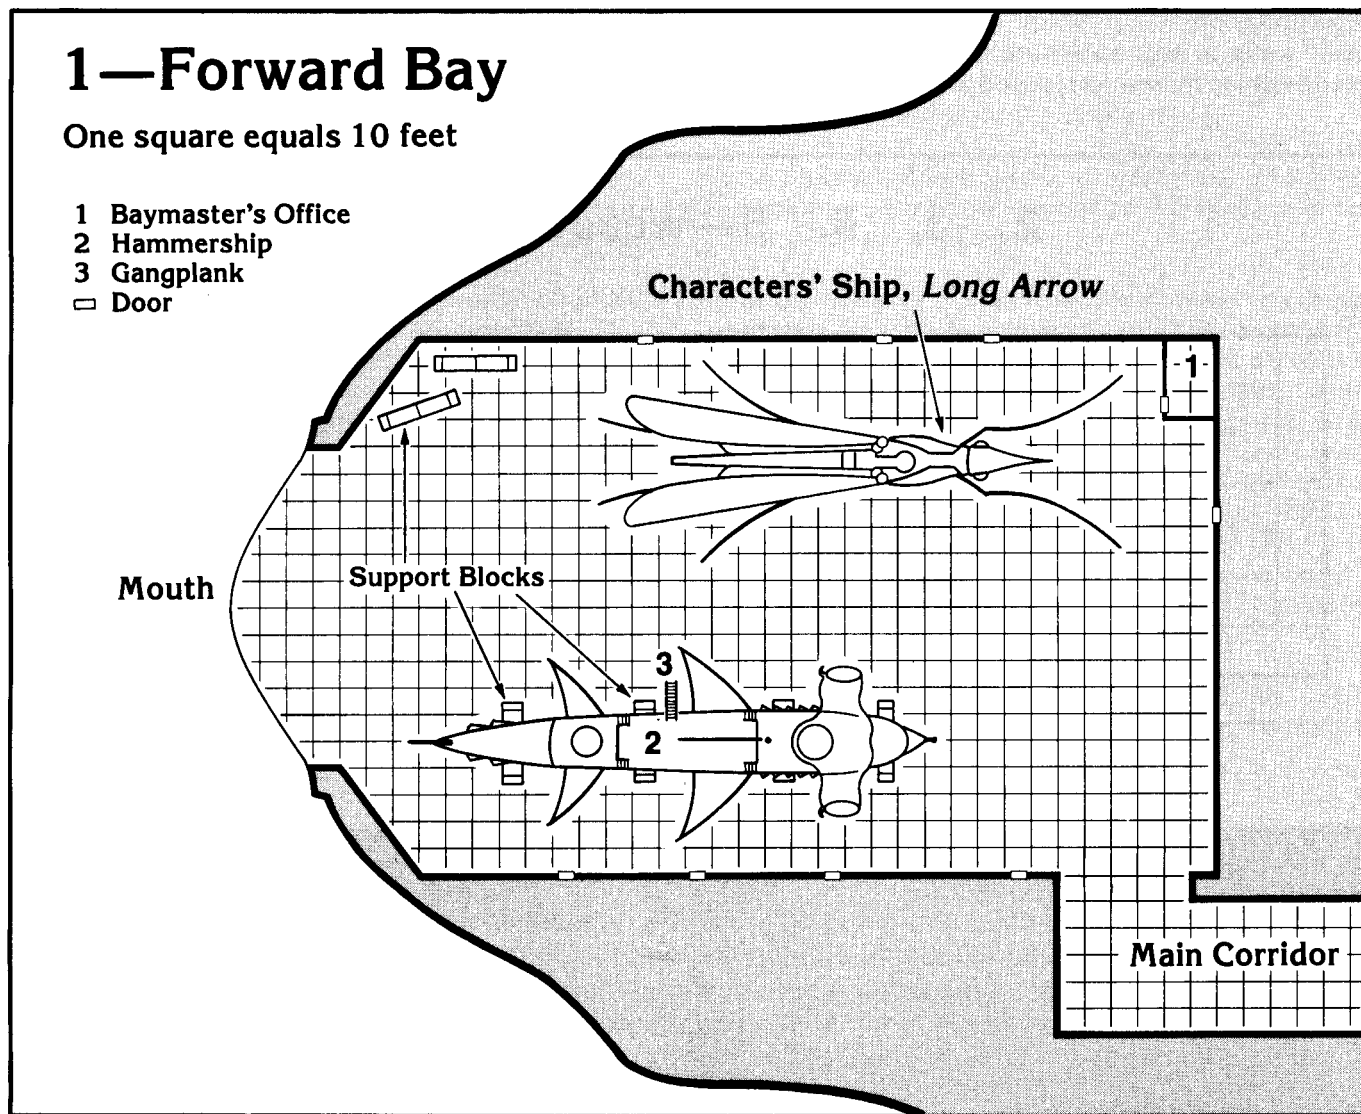 1—Forward Bay
One square equals 10 feet
1 Baymaster's Office
2 Hammership
3 Gangplank
Door
Characters' Ship, Long Arrow
1
Mouth
Support Blocks
3
2
Main Corridor